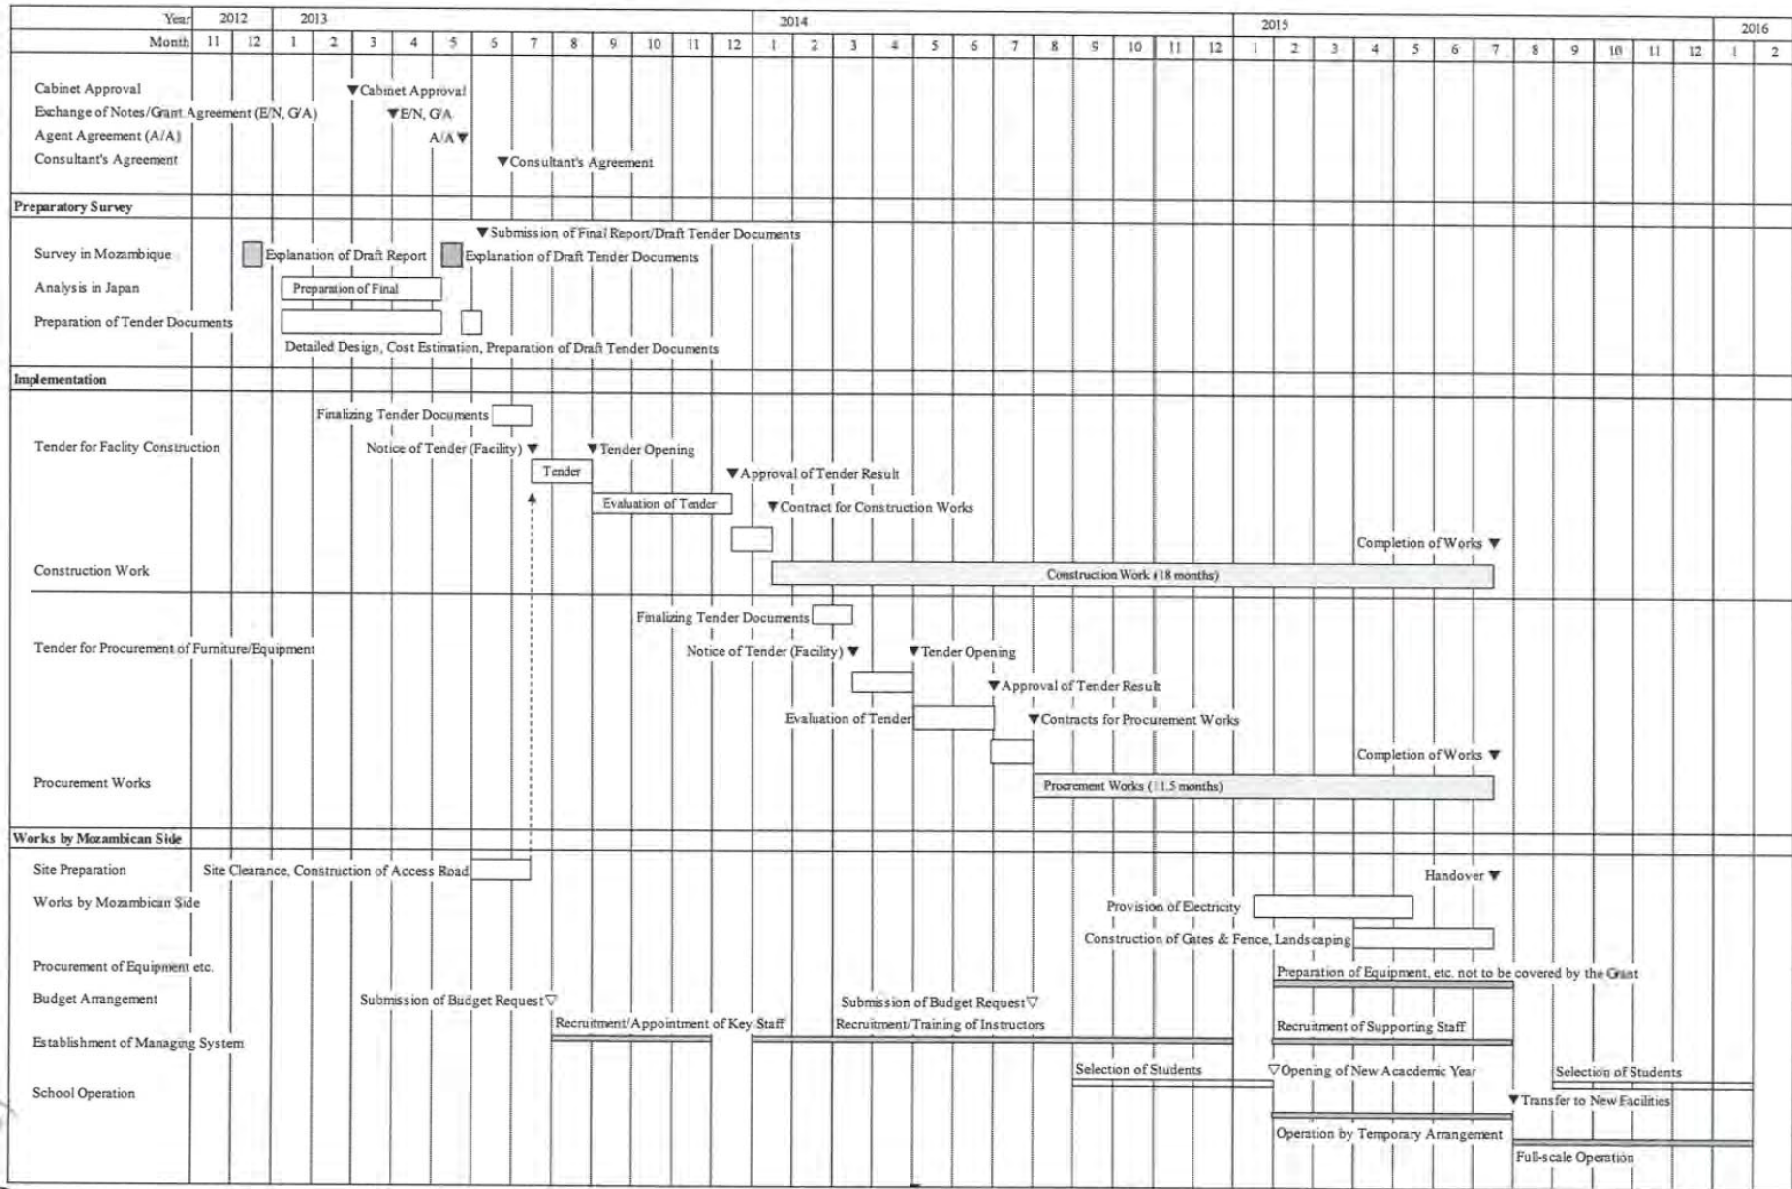 Year 2012 2013 2014 2015 2016
Month 11 12 1 2 3 4 5 6 7 8 9 10 11 12 1 2 3 4 5 6 7 8 9 10 11 12 1 2 3 4 5 6 7 8 9 10 11 12 1 2
Cabinet Approval ▼Cabinet Approval
Exchange of Notes/Grant Agreement (E/N, G/A) ▼E/N, G/A
Agent Agreement (A/A) A/A▼
Consultant's Agreement ▼Consultant's Agreement
Preparatory Survey
▼Submission of Final Report/Draft Tender Documents
Survey in Mozambique Explanation of Draft Report Explanation of Draft Tender Documents
Analysis in Japan Preparation of Final
Preparation of Tender Documents
Detailed Design, Cost Estimation, Preparation of Draft Tender Documents
Implementation
Finalizing Tender Documents
Tender for Faclity Construction Notice of Tender (Facility) ▼ ▼Tender Opening
Tender ▼Approval of Tender Result
Evaluation of Tender ▼Contract for Construction Works
Completion of Works ▼
Construction Work Construction Work (18 months)
Finalizing Tender Documents
Tender for Procurement of Furniture/Equipment Notice of Tender (Facility) ▼ ▼Tender Opening
▼Approval of Tender Result
Evaluation of Tender ▼Contracts for Procurement Works
Completion of Works ▼
Procurement Works Procrement Works (11.5 months)
Works by Mozambican Side
Site Preparation Site Clearance, Construction of Access Road Handover ▼
Works by Mozambican Side Provision of Electricity
Construction of Gates & Fence, Landscaping
Procurement of Equipment etc. Preparation of Equipment, etc. not to be covered by the Grant
Budget Arrangement Submission of Budget Request▽ Submission of Budget Request▽
Recruitment/Appointment of Key Staff Recruitment/Training of Instructors Recruitment of Supporting Staff
Establishment of Managing System
Selection of Students ▽Opening of New Acacdemic Year Selection of Students
School Operation ▼Transfer to New Facilities
Operation by Temporary Arrangement
Full-scale Operation